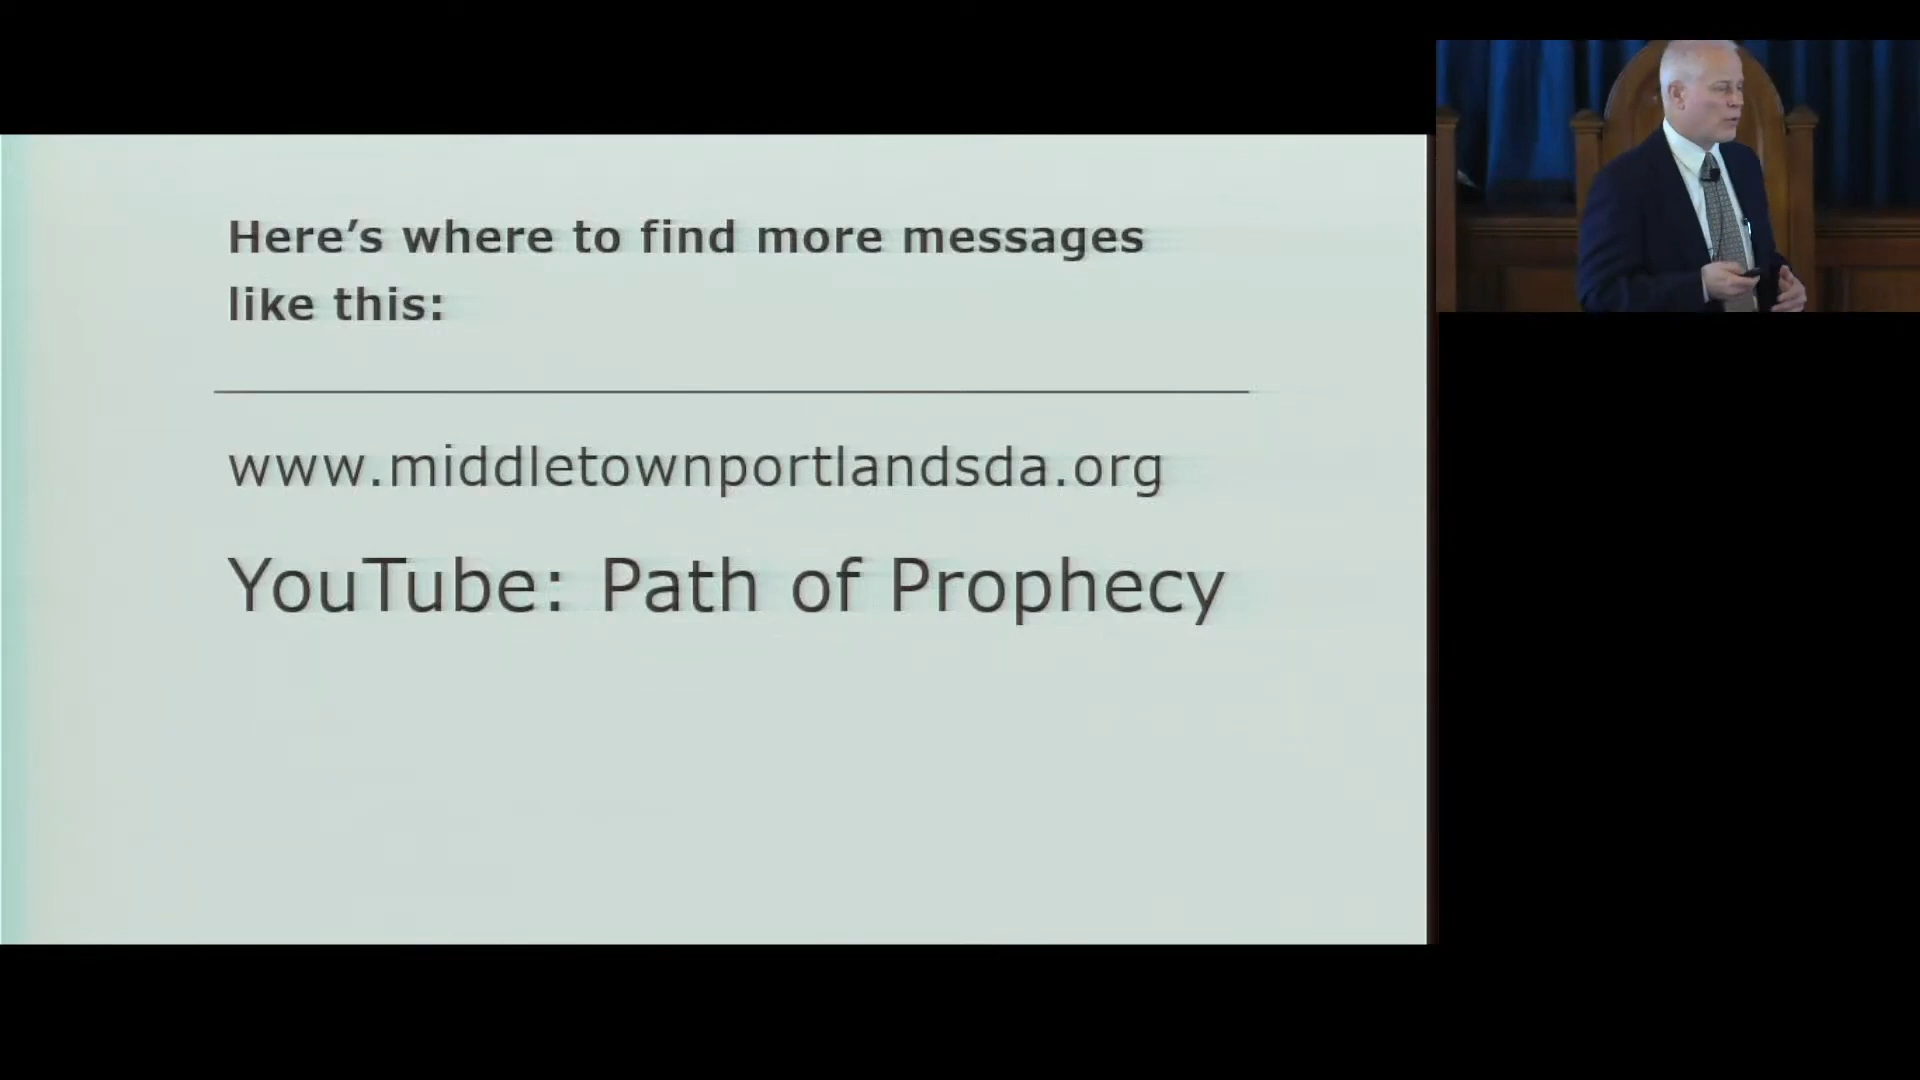 Here’s where to find more messages
like this:
www.middletownportlandsda.org
YouTube: Path of Prophecy